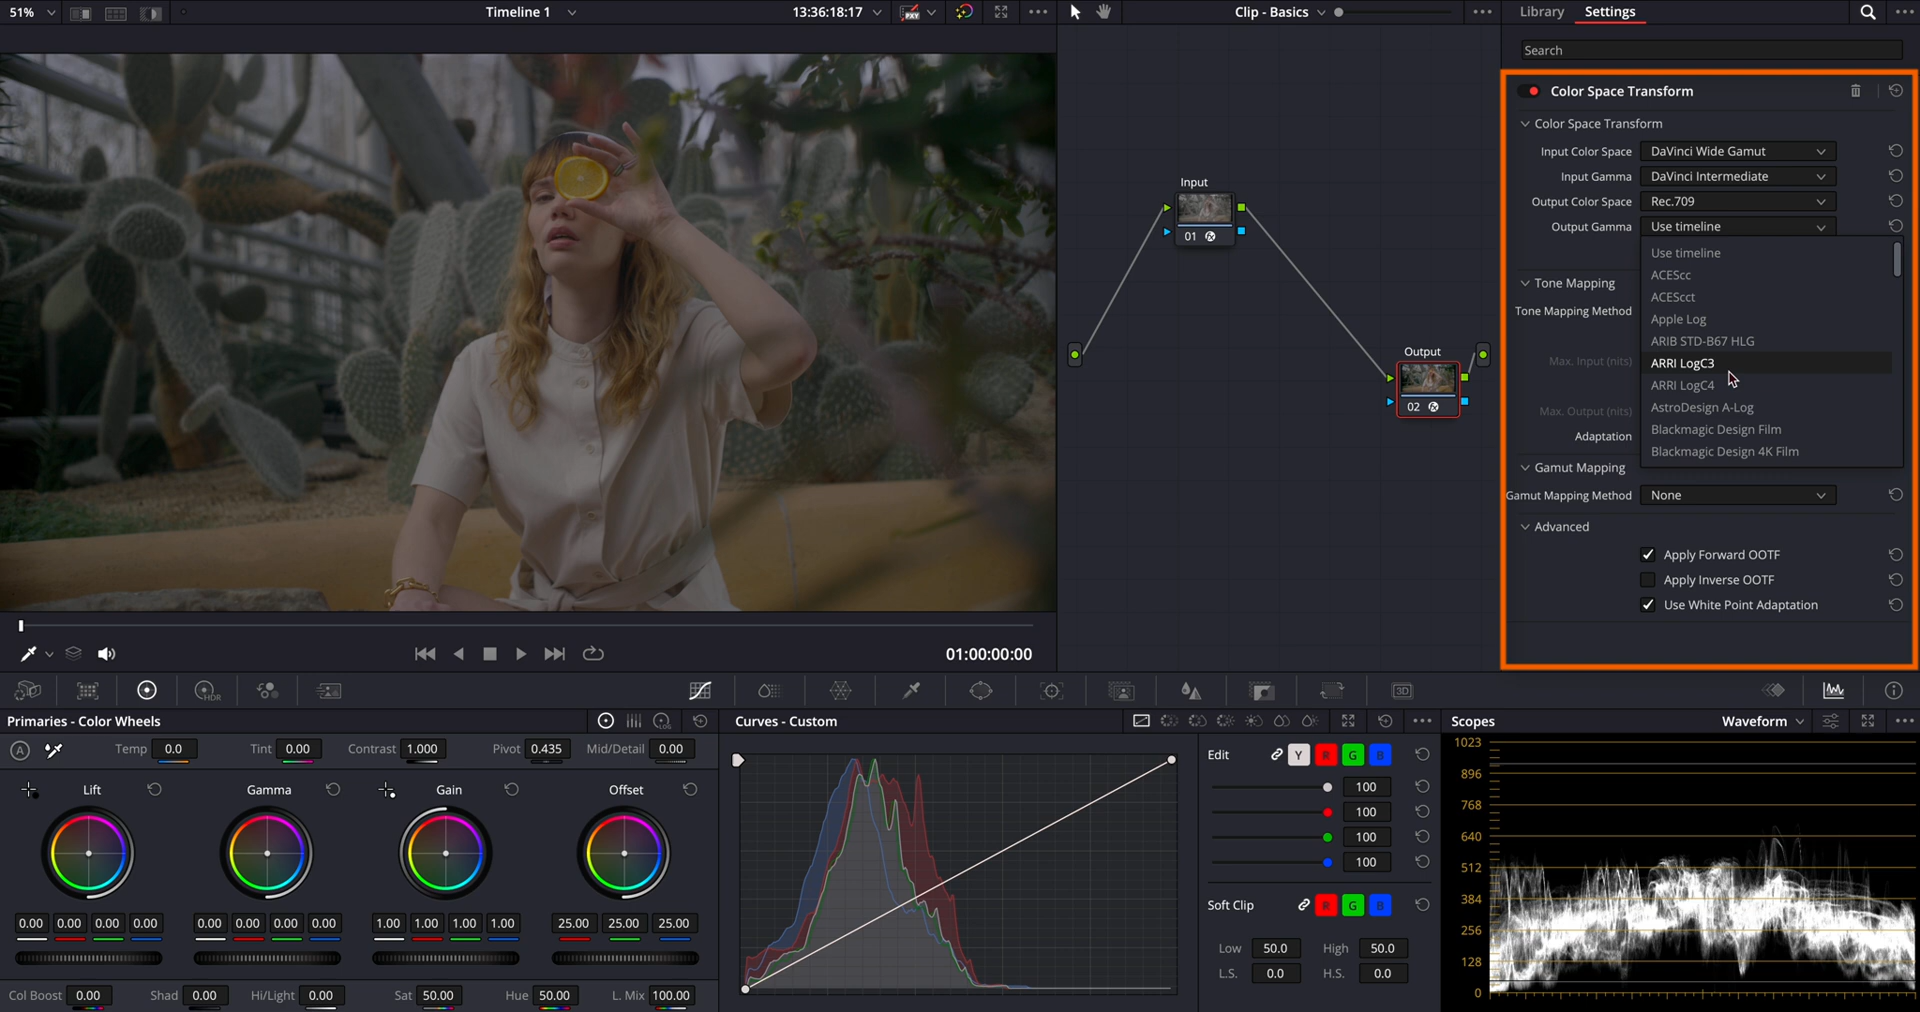 51%
Timeline 1
13:36:18:17
Clip - Basics
Library
Settings
Search
Color Space Transform
Color Space Transform
Input Color Space DaVinci Wide Gamut
Input Gamma DaVinci Intermediate
Output Color Space Rec.709
Output Gamma Use timeline
Use timeline
ACEScc
ACEScct
Apple Log
ARIB STD-B67 HLG
ARRI LogC3
ARRI LogC4
AstroDesign A-Log
Blackmagic Design Film
Blackmagic Design 4K Film
Tone Mapping
Tone Mapping Method
Max. Input (nits)
Max. Output (nits)
Adaptation
Gamut Mapping
Gamut Mapping Method None
Advanced
Apply Forward OOTF
Apply Inverse OOTF
Use White Point Adaptation
Input
01
Output
02
01:00:00:00
HDR
3D
Primaries - Color Wheels
LOG
A Temp 0.0 Tint 0.00 Contrast 1.000 Pivot 0.435 Mid/Detail 0.00
Lift Gamma Gain Offset
0.00 0.00 0.00 0.00 0.00 0.00 0.00 0.00 1.00 1.00 1.00 1.00 25.00 25.00 25.00
Col Boost 0.00 Shad 0.00 Hi/Light 0.00 Sat 50.00 Hue 50.00 L. Mix 100.00
Curves - Custom
Edit Y R G B
100
100
100
100
Soft Clip R G B
Low 50.0 High 50.0
L.S. 0.0 H.S. 0.0
Scopes
Waveform
1023
896
768
640
512
384
256
128
0